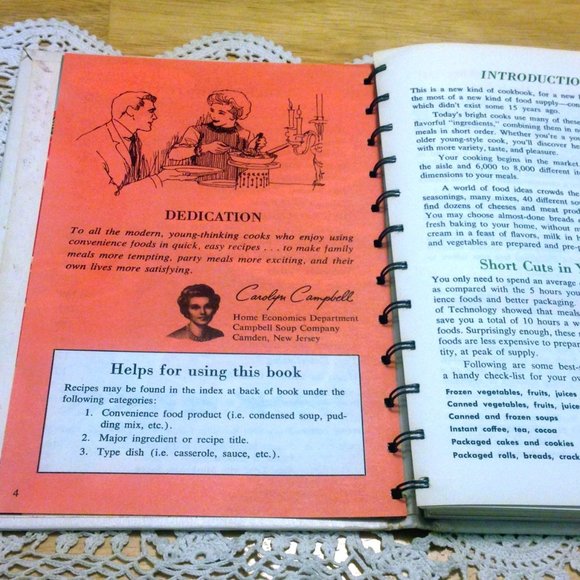 DEDICATION
To all the modern, young-thinking cooks who enjoy using
convenience foods in quick, easy recipes . . . to make family
meals more tempting, party meals more exciting, and their
own lives more satisfying.
Carolyn Campbell
Home Economics Department
Campbell Soup Company
Camden, New Jersey
Helps for using this book
Recipes may be found in the index at back of book under the
following categories:
1. Convenience food product (i.e. condensed soup, pud-
ding mix, etc.).
2. Major ingredient or recipe title.
3. Type dish (i.e. casserole, sauce, etc.).
4
INTRODUCTIO
This is a new kind of cookbook, for a new
the most of a new kind of food supply—con
which didn't exist some 15 years ago.
Today's bright cooks use many of these
flavorful "ingredients," combining them in
meals in short order. Whether you're a you
older young-style cook, you'll discover
with more variety, taste, and pleasure.
Your cooking begins in the market
the aisle and 6,000 to 8,000 different
dimensions to your meals.
A world of food ideas crowds the
seasonings, many mixes, 40 different
find dozens of cheeses and meat
You may choose almost-done breads
fresh baking to your home, without
cream in a feast of flavors, milk in
and vegetables are prepared and pre-p
Short Cuts in
You only need to spend an average
as compared with the 5 hours
ience foods and better packaging.
of Technology showed that meals
save you a total of 10 hours a
foods. Surprisingly enough, these
foods are less expensive to prepare
tity, at peak of supply.
Following are some best-
a handy check-list for your
Frozen vegetables, fruits, juices
Canned vegetables, fruits, juices
Canned and frozen soups
Instant coffee, tea, cocoa
Packaged cakes and cookies
Packaged rolls, breads, crack